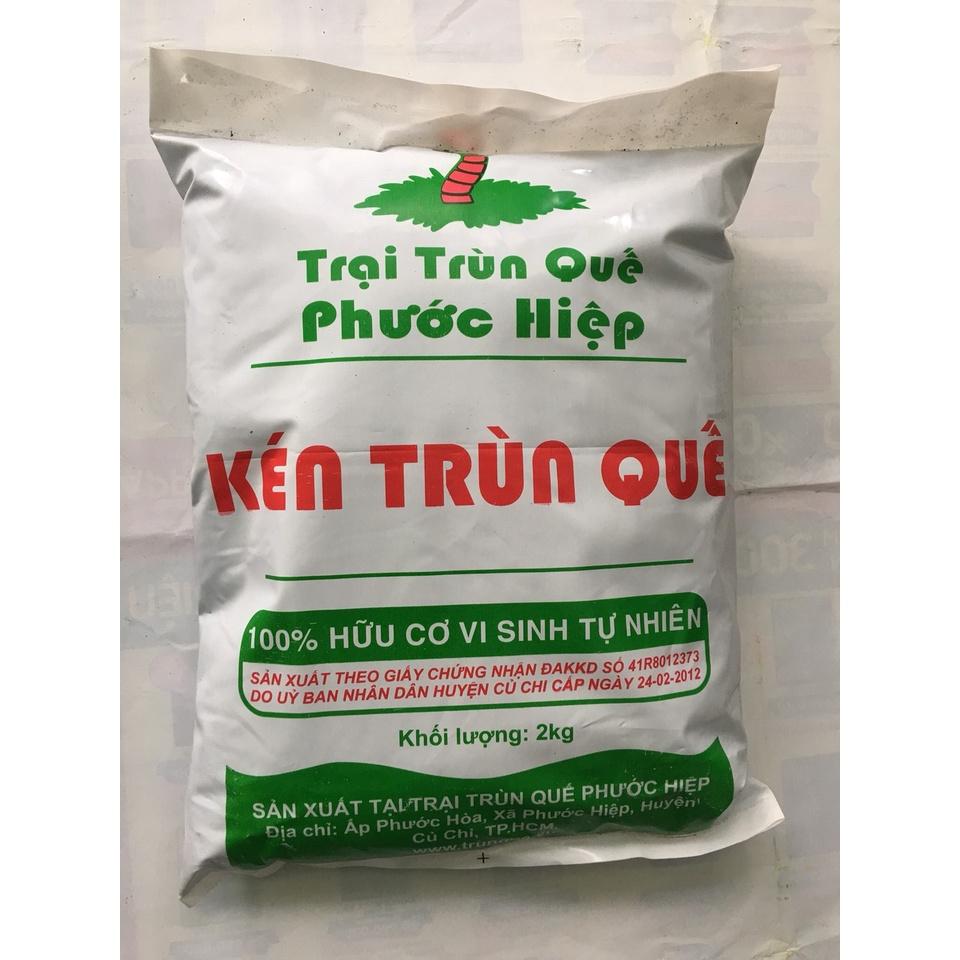 Trại Trùn Quế
Phước Hiệp
KÉN TRÙN QUẾ
100% HỮU CƠ VI SINH TỰ NHIÊN
SẢN XUẤT THEO GIẤY CHỨNG NHẬN ĐAKKD SỐ 41R8012373
DO UỶ BAN NHÂN DÂN HUYỆN CỦ CHI CẤP NGÀY 24-02-2012
Khối lượng: 2kg
SẢN XUẤT TẠI TRẠI TRÙN QUẾ PHƯỚC HIỆP
Địa chỉ: Ấp Phước Hòa, Xã Phước Hiệp, Huyện
Củ Chi, TP.HCM.